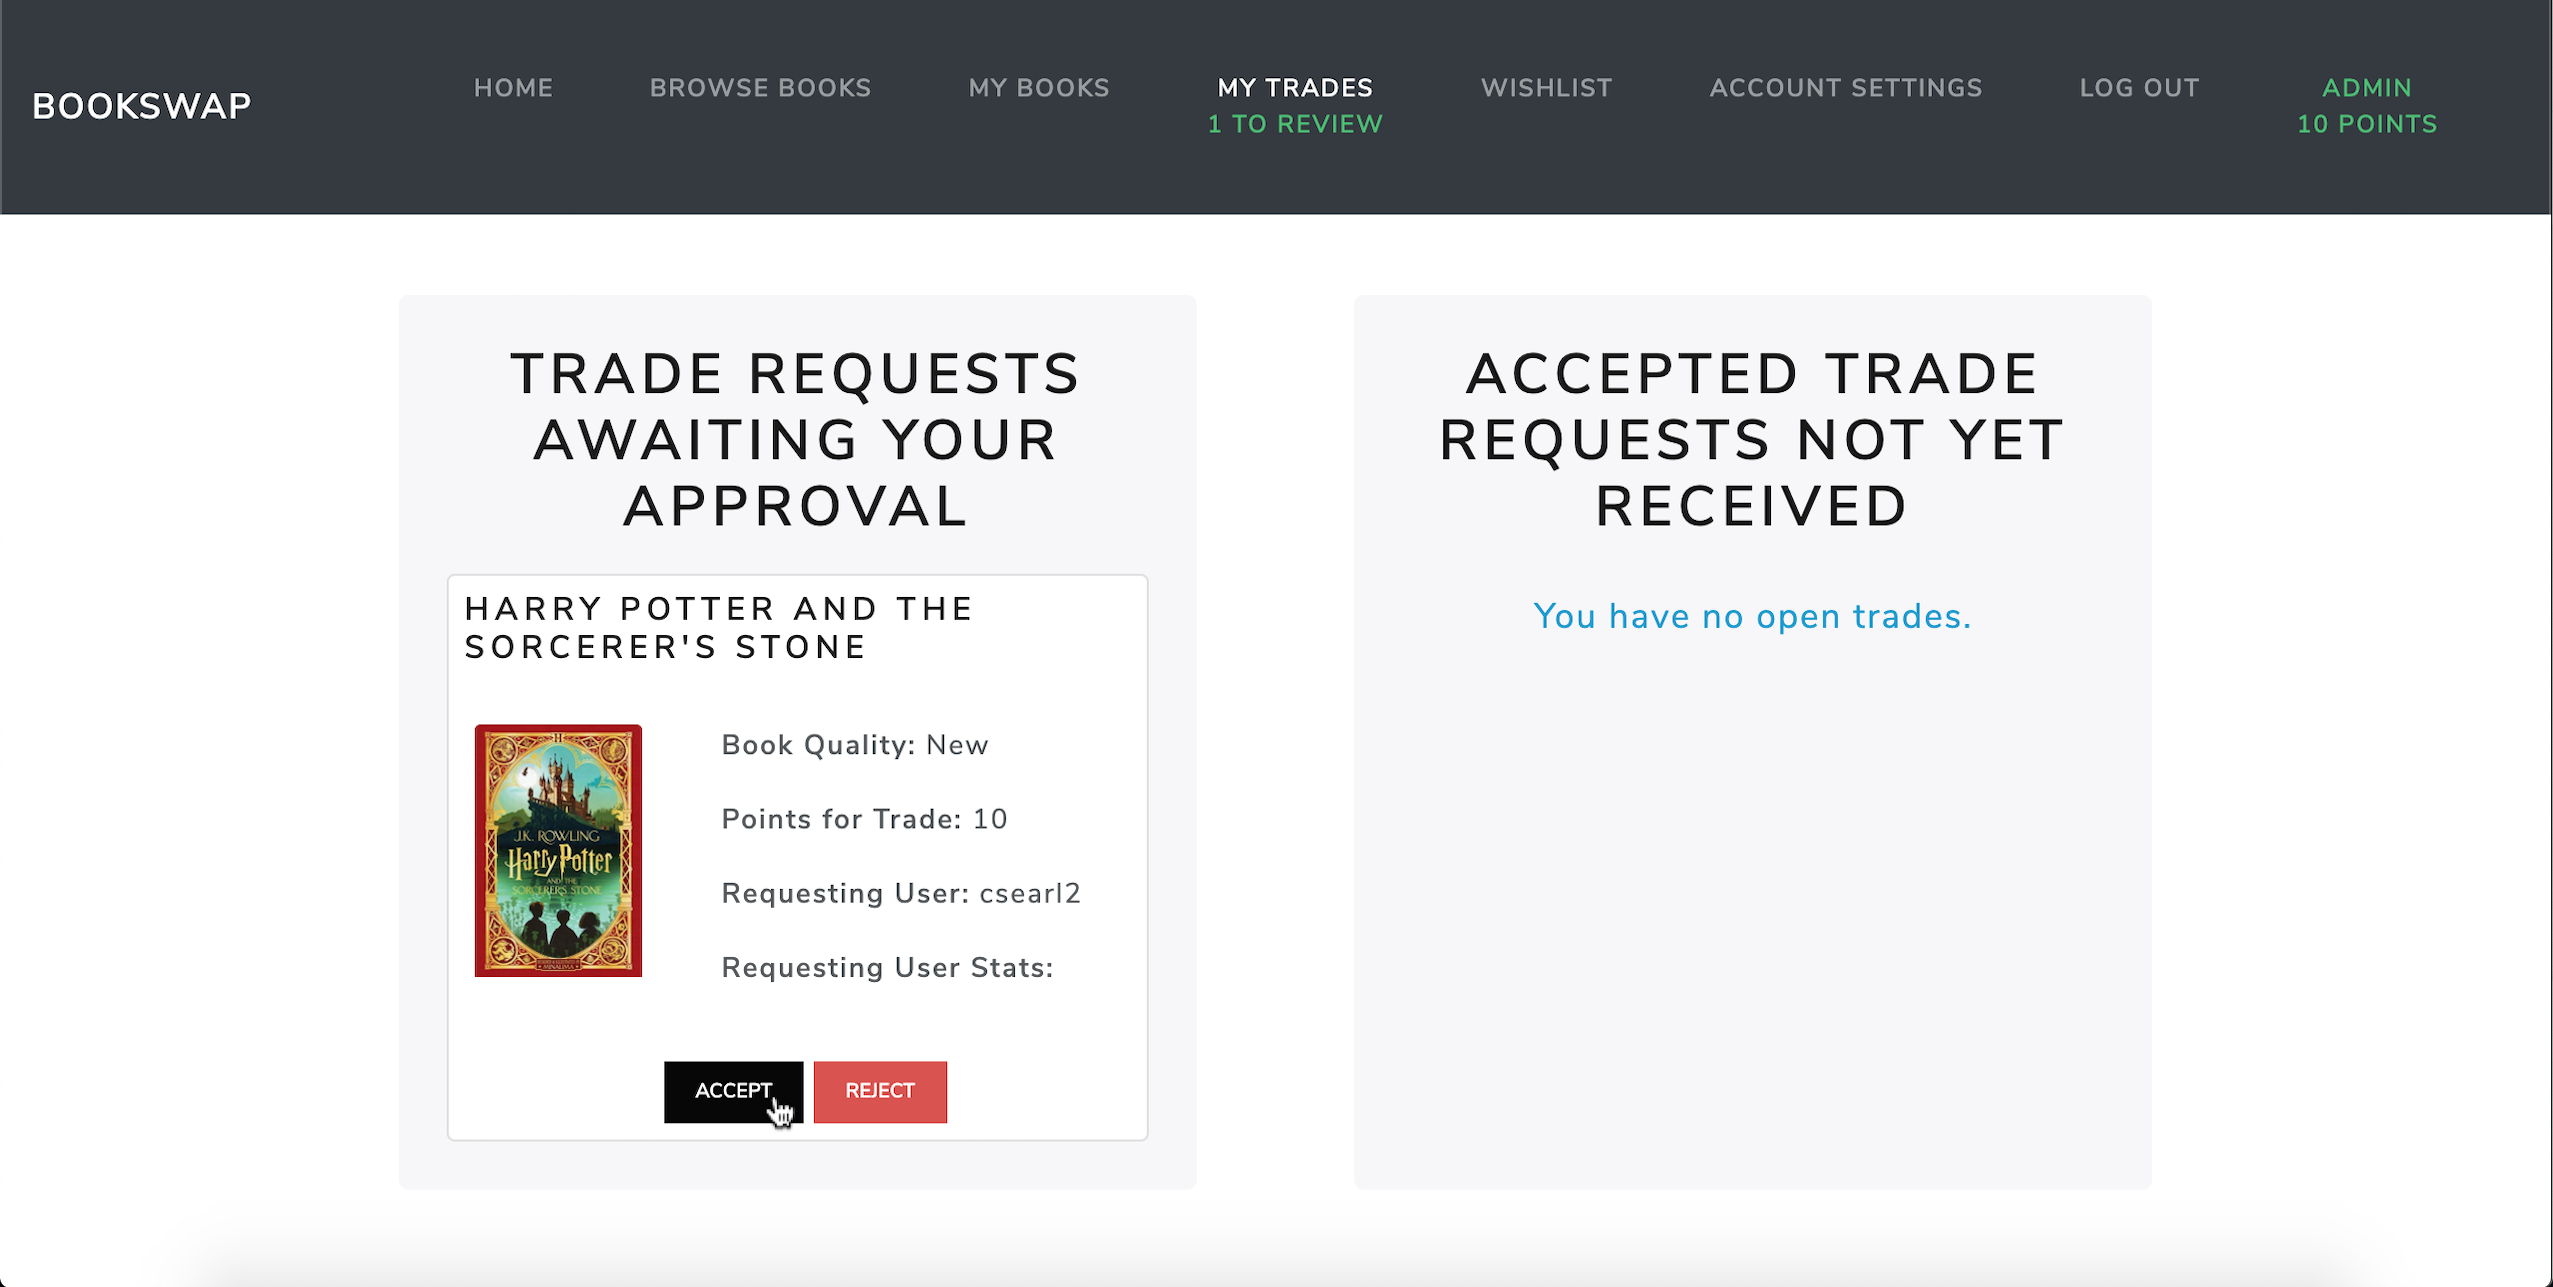 BOOKSWAP
HOME
BROWSE BOOKS
MY BOOKS
MY TRADES
1 TO REVIEW
WISHLIST
ACCOUNT SETTINGS
LOG OUT
ADMIN
10 POINTS
TRADE REQUESTS
AWAITING YOUR
APPROVAL
HARRY POTTER AND THE
SORCERER'S STONE
J.K. ROWLING
Harry Potter
AND THE
SORCERER'S STONE
MINALIMA
Book Quality: New
Points for Trade: 10
Requesting User: csearl2
Requesting User Stats:
ACCEPT
REJECT
ACCEPTED TRADE
REQUESTS NOT YET
RECEIVED
You have no open trades.